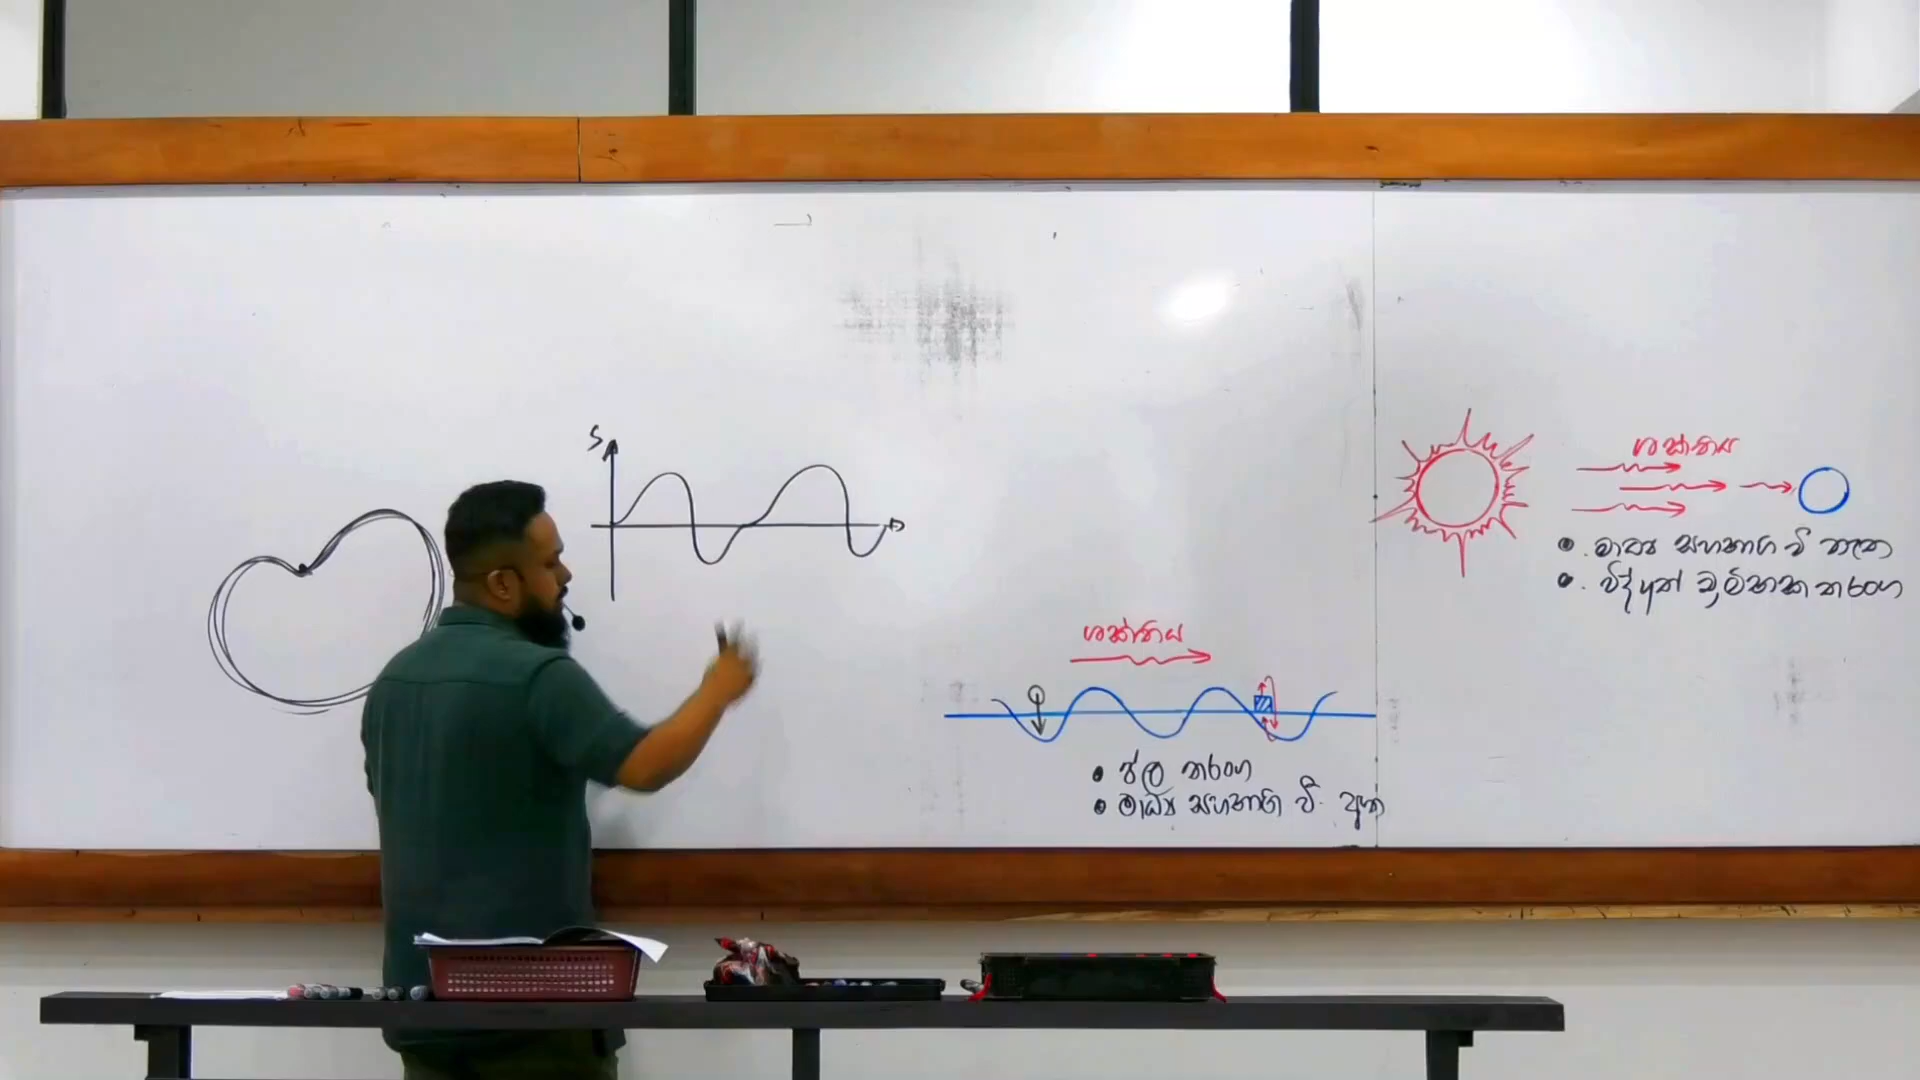 S
ශක්තිය
• මාධ්‍ය සහභාගී වී නැත
• විද්‍යුත් චුම්භක තරංග
ශක්තිය
• ජල තරංග
• මාධ්‍ය සහභාගී වී ඇත